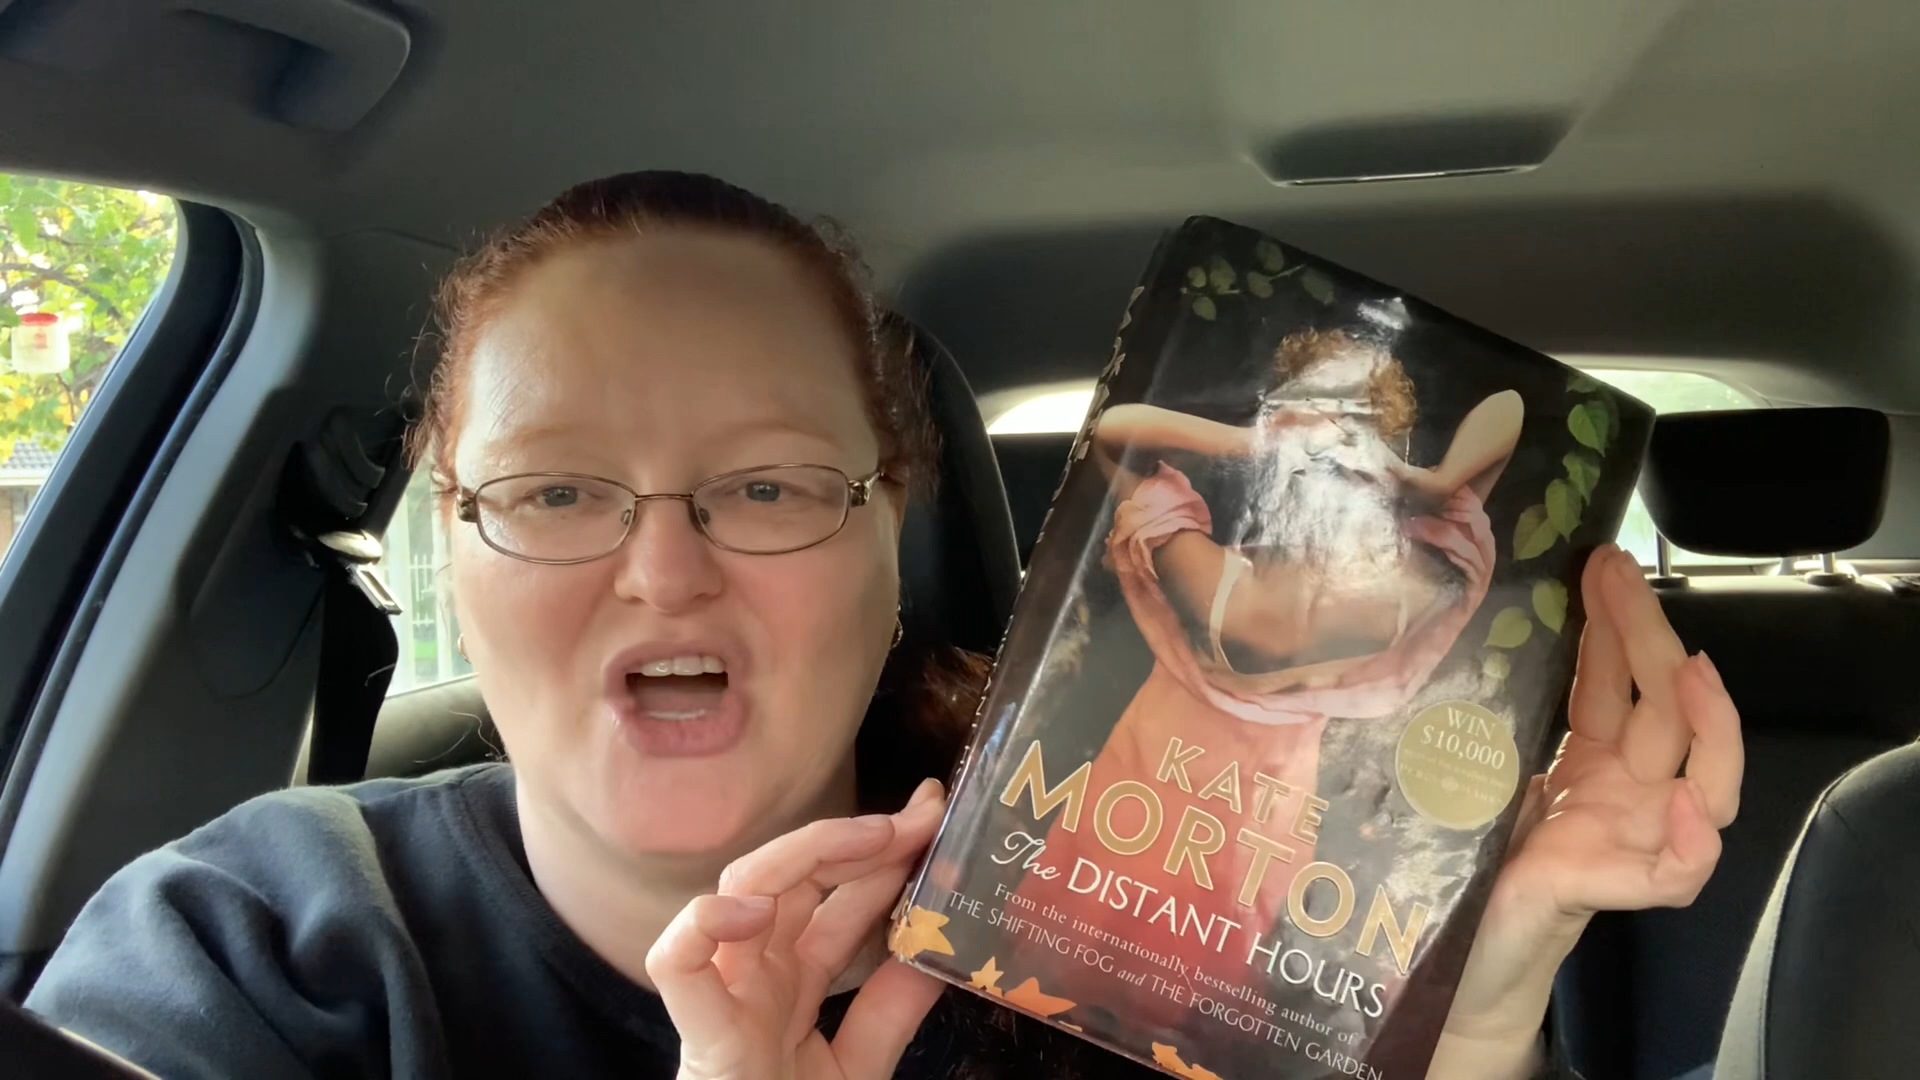 WIN
$10,000
KATE
MORTON
The DISTANT HOURS
From the internationally bestselling author of
THE SHIFTING FOG and THE FORGOTTEN GARDEN